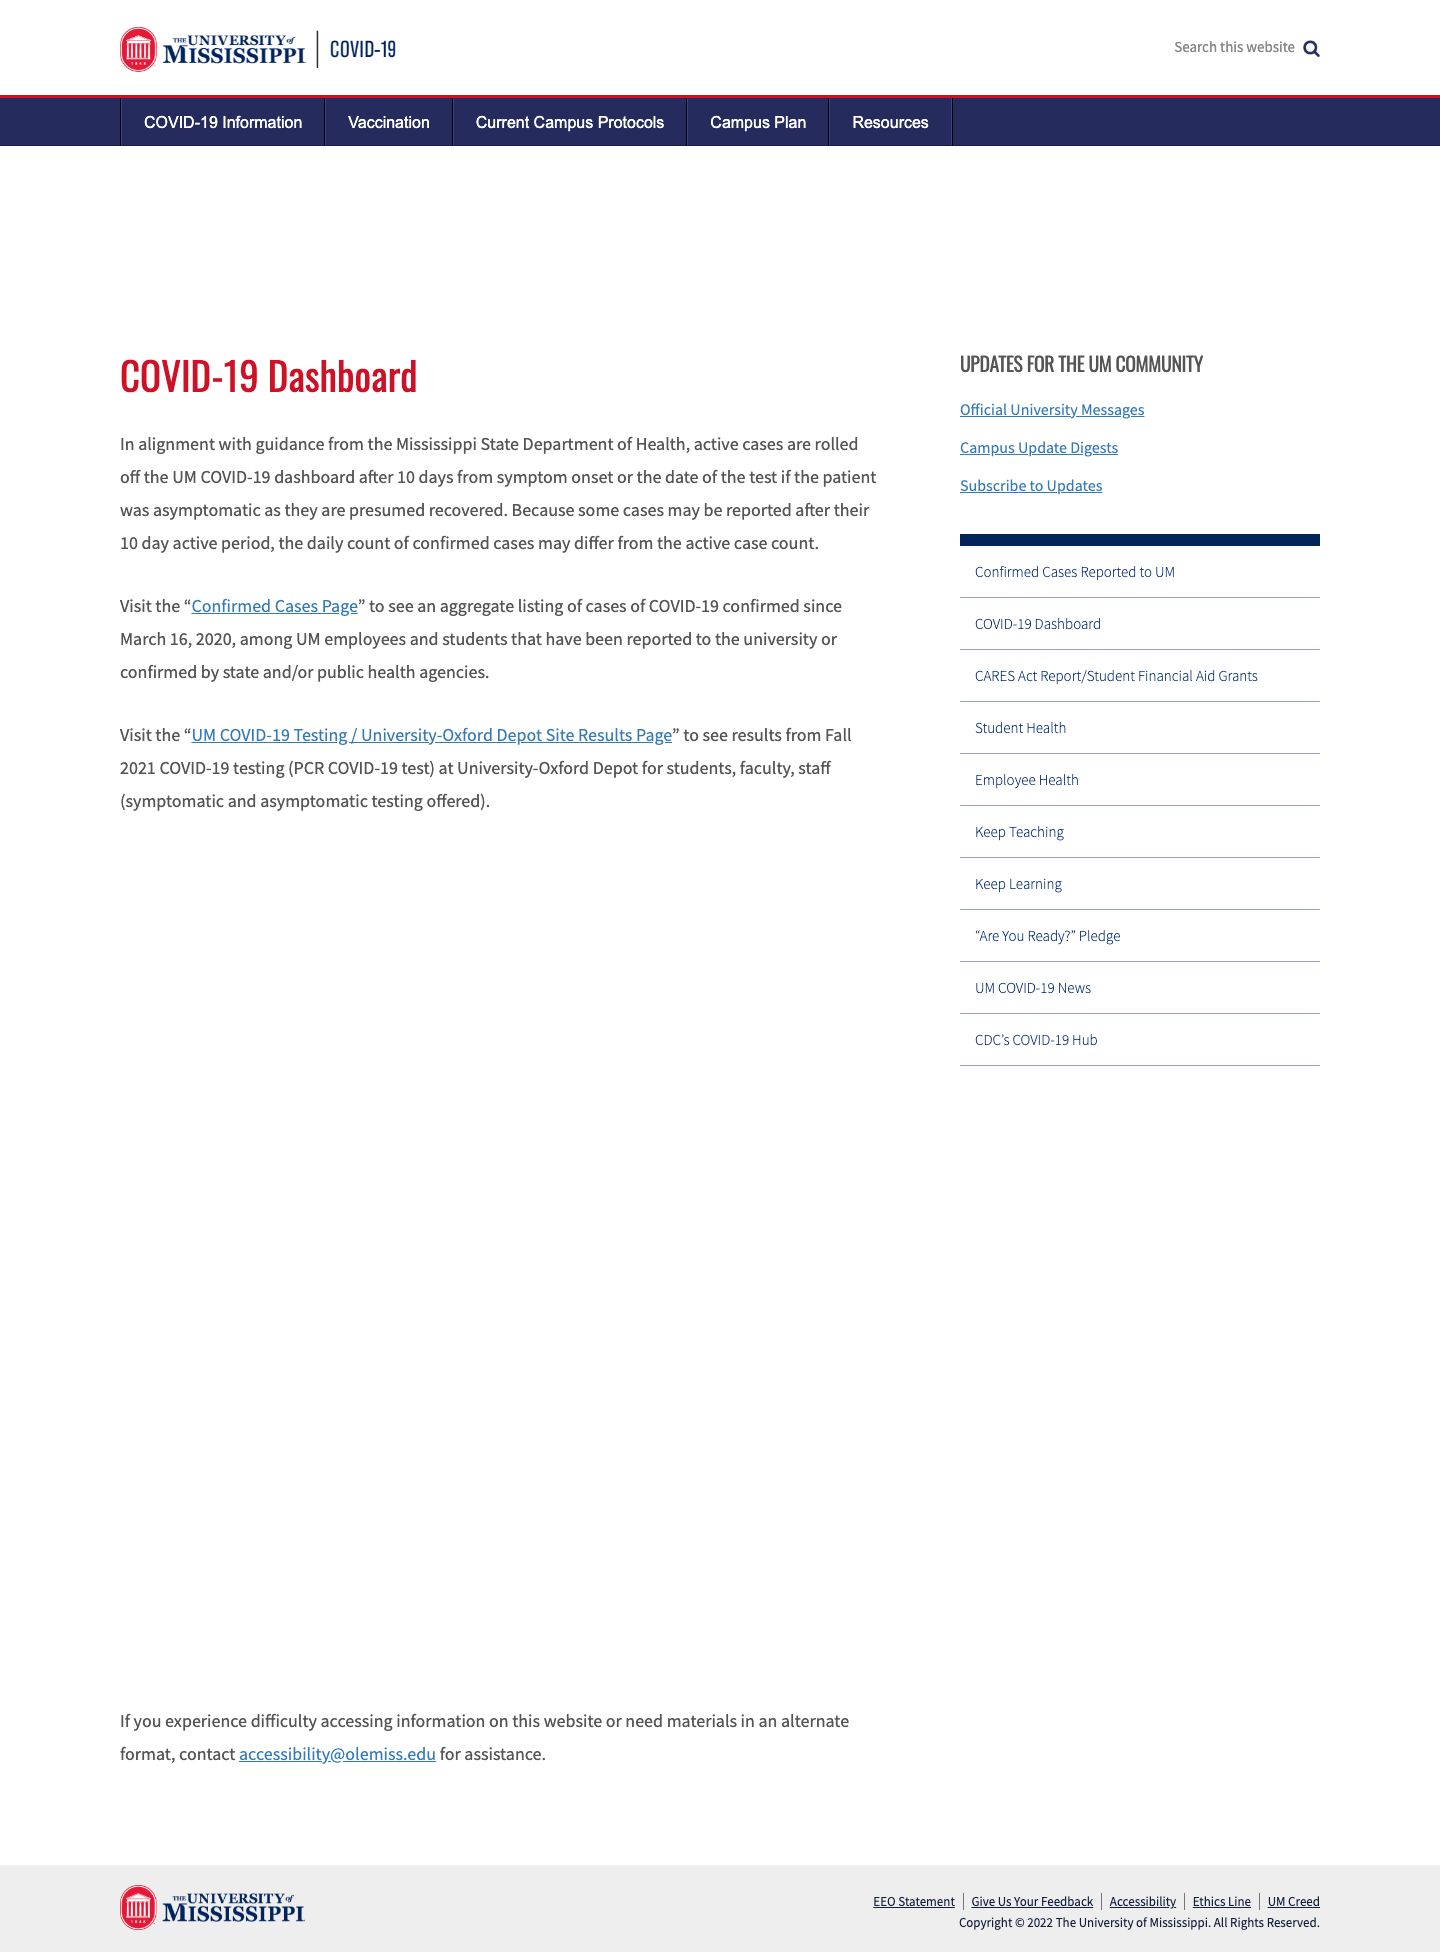 THE UNIVERSITY of
MISSISSIPPI
COVID-19
Search this website
COVID-19 Information
Vaccination
Current Campus Protocols
Campus Plan
Resources
COVID-19 Dashboard
In alignment with guidance from the Mississippi State Department of Health, active cases are rolled
off the UM COVID-19 dashboard after 10 days from symptom onset or the date of the test if the patient
was asymptomatic as they are presumed recovered. Because some cases may be reported after their
10 day active period, the daily count of confirmed cases may differ from the active case count.
Visit the “Confirmed Cases Page” to see an aggregate listing of cases of COVID-19 confirmed since
March 16, 2020, among UM employees and students that have been reported to the university or
confirmed by state and/or public health agencies.
Visit the “UM COVID-19 Testing / University-Oxford Depot Site Results Page” to see results from Fall
2021 COVID-19 testing (PCR COVID-19 test) at University-Oxford Depot for students, faculty, staff
(symptomatic and asymptomatic testing offered).
UPDATES FOR THE UM COMMUNITY
Official University Messages
Campus Update Digests
Subscribe to Updates
Confirmed Cases Reported to UM
COVID-19 Dashboard
CARES Act Report/Student Financial Aid Grants
Student Health
Employee Health
Keep Teaching
Keep Learning
“Are You Ready?” Pledge
UM COVID-19 News
CDC’s COVID-19 Hub
If you experience difficulty accessing information on this website or need materials in an alternate
format, contact accessibility@olemiss.edu for assistance.
THE UNIVERSITY of
MISSISSIPPI
EEO Statement
Give Us Your Feedback
Accessibility
Ethics Line
UM Creed
Copyright © 2022 The University of Mississippi. All Rights Reserved.